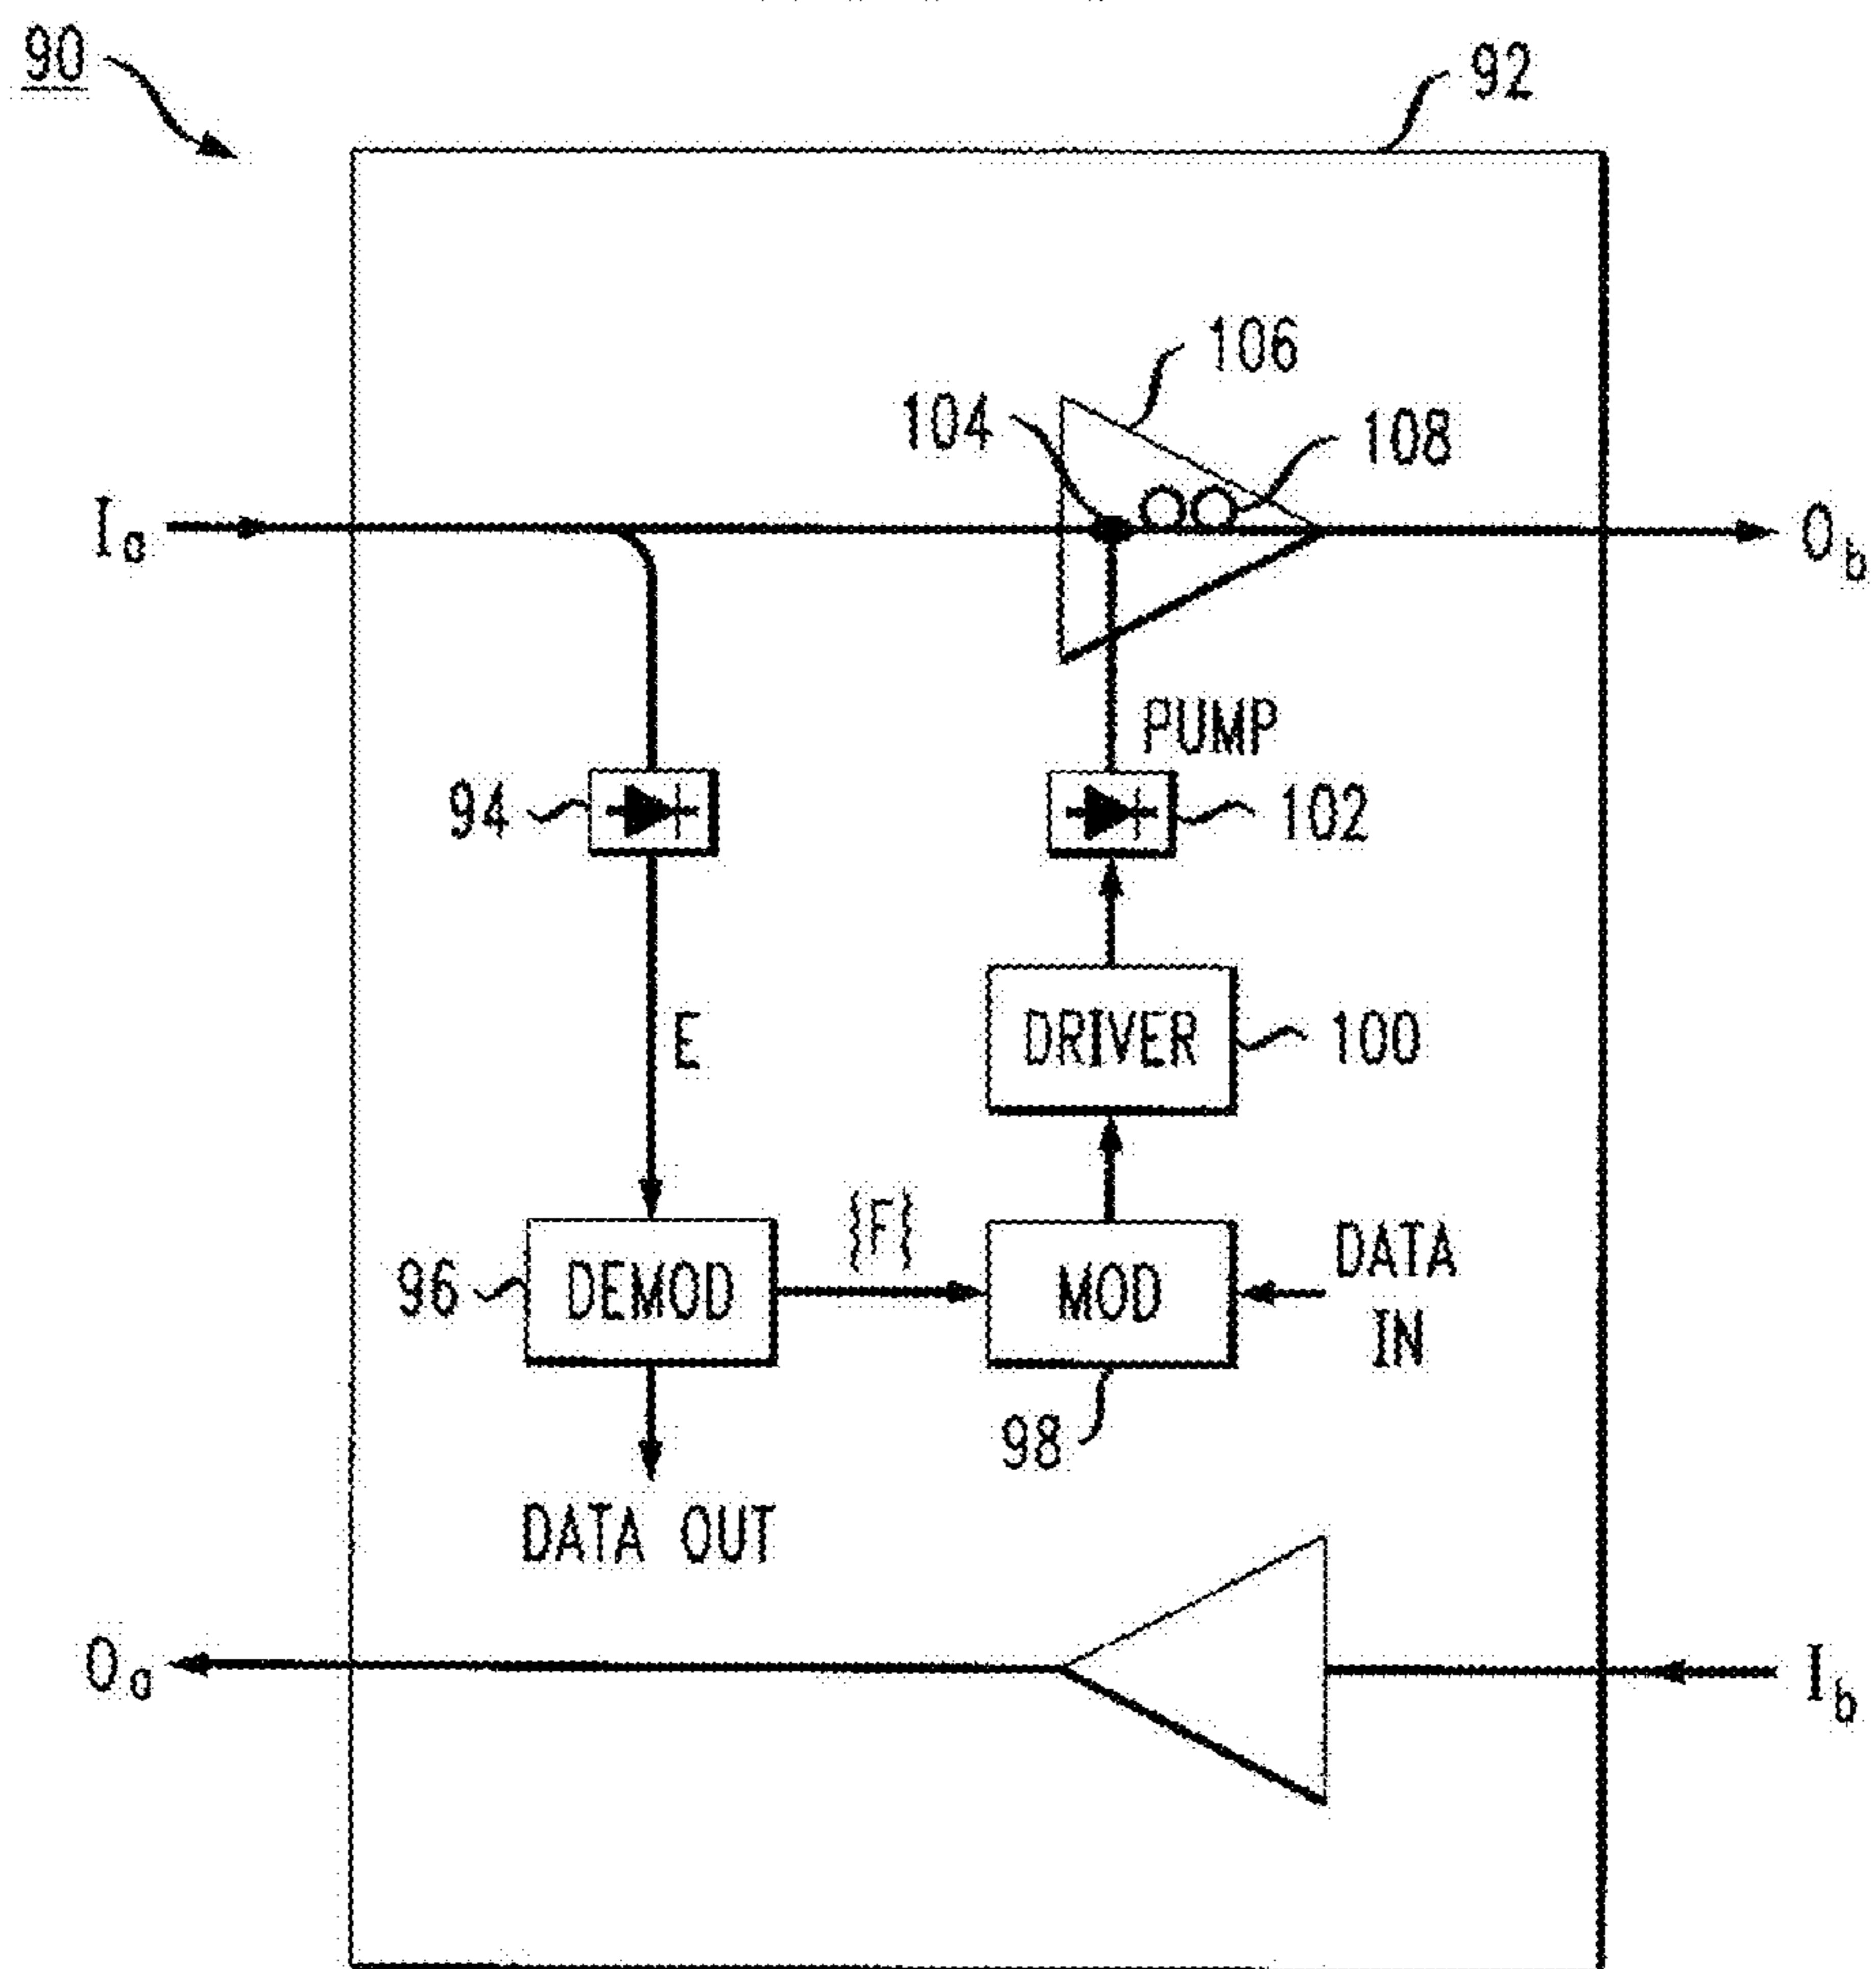 90
92
106
104
108
Ia
Ob
PUMP
94
102
E
DRIVER
100
{F}
96
DEMOD
MOD
DATA
IN
98
DATA OUT
Oa
Ib